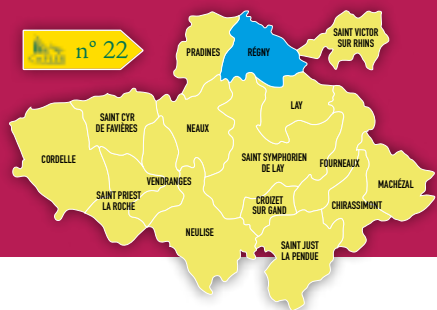 n° 22
PRADINES
RÉGNY
SAINT VICTOR
SUR RHINS
SAINT CYR
DE FAVIÈRES
NEAUX
LAY
CORDELLE
SAINT SYMPHORIEN
DE LAY
FOURNEAUX
VENDRANGES
MACHÉZAL
SAINT PRIEST
LA ROCHE
CROIZET
SUR GAND
CHIRASSIMONT
NEULISE
SAINT JUST
LA PENDUE